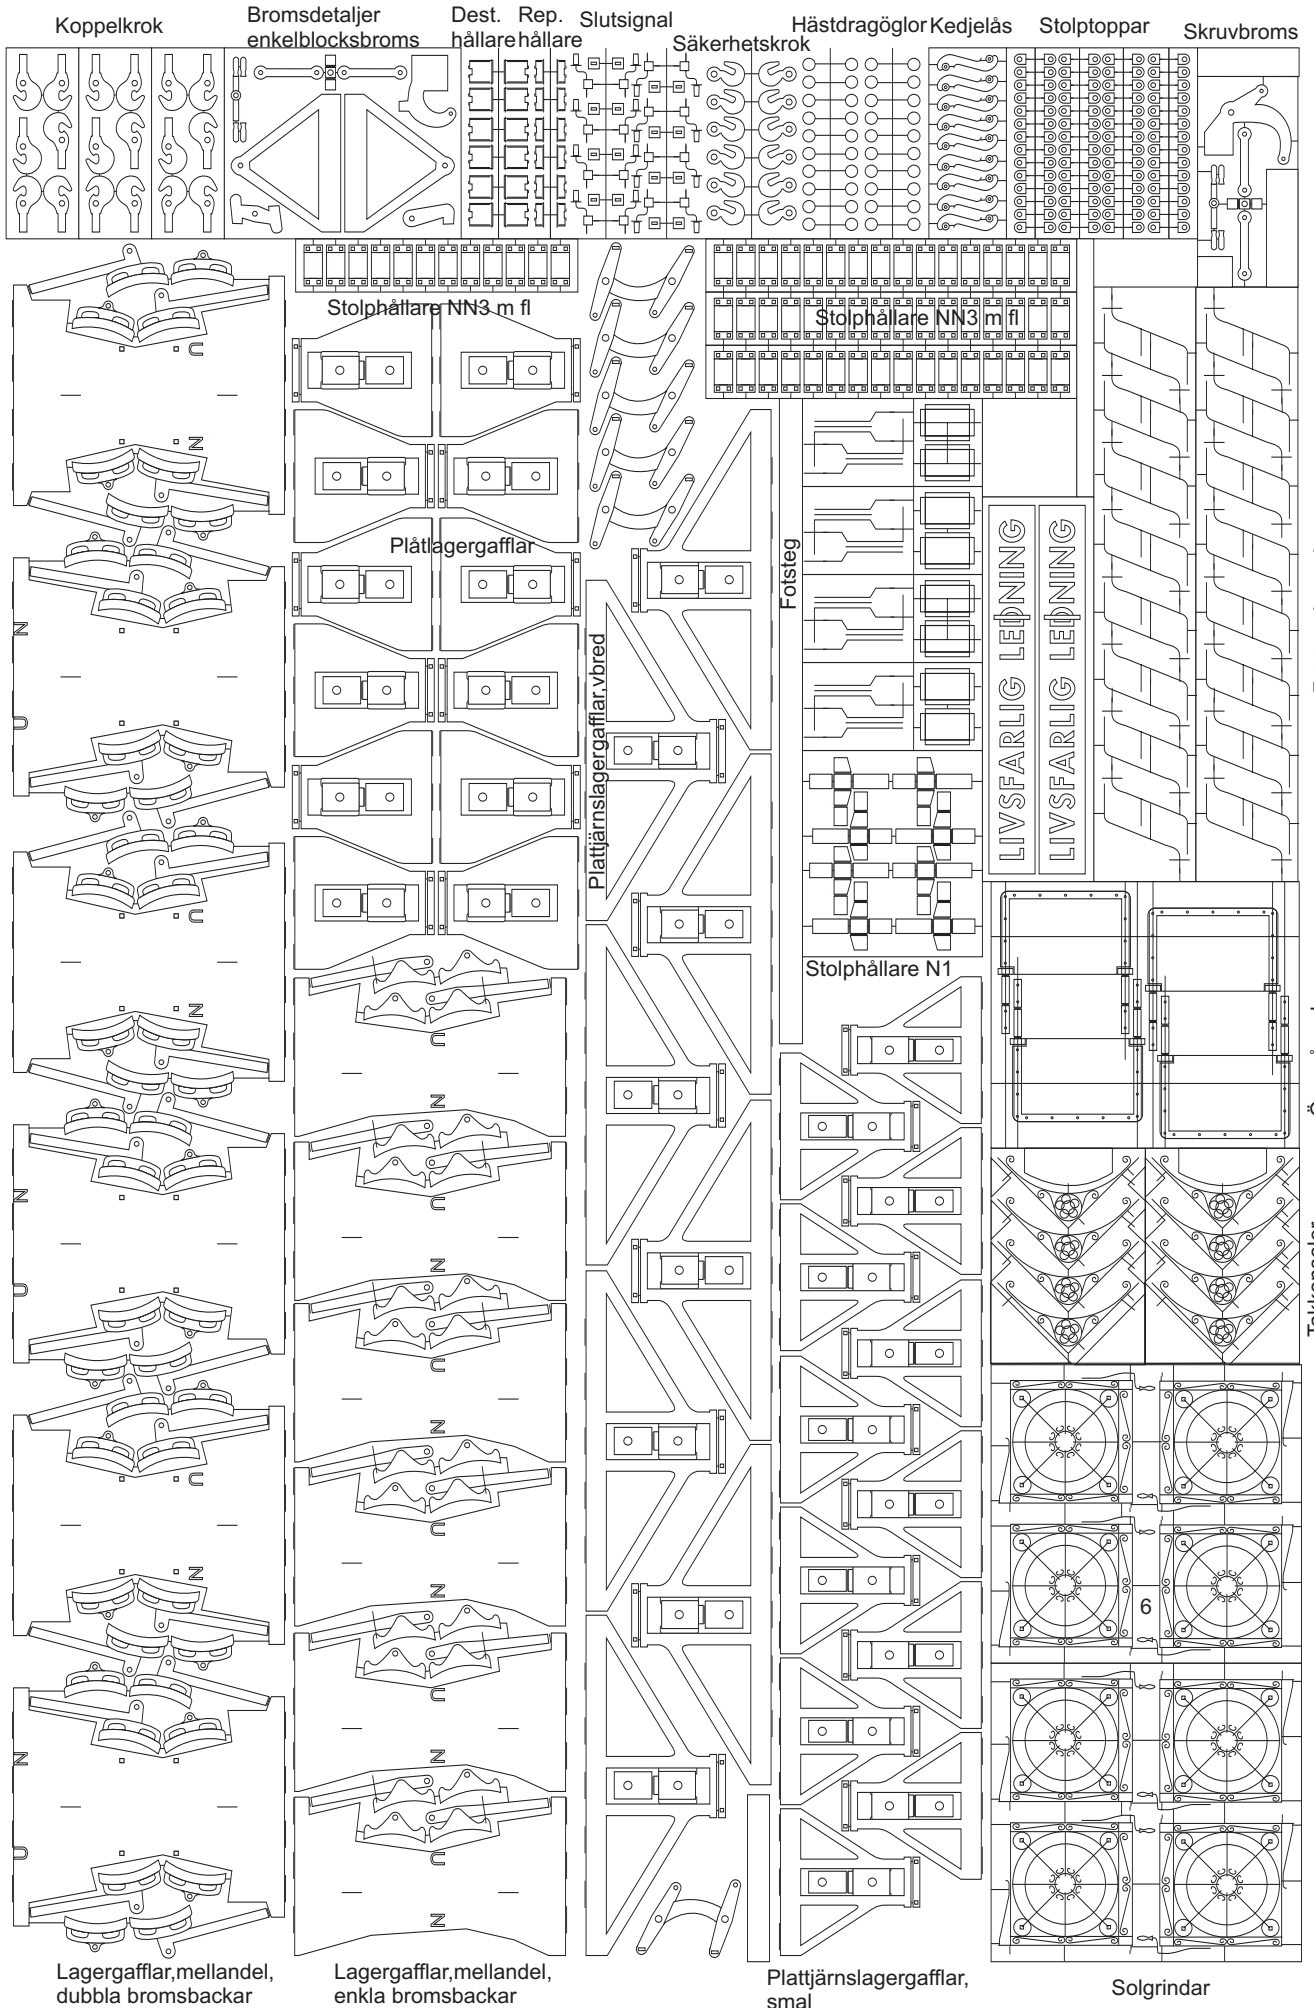 Koppelkrok
Bromsdetaljer
enkelblocksbroms
Dest.
hållare
Rep.
hållare
Slutsignal
Säkerhetskrok
Hästdragöglor
Kedjelås
Stolptoppar
Skruvbroms
Stolphållare NN3 m fl
Stolphållare NN3 m fl
Plåtlagergafflar
Plattjärnslagergafflar,vbred
Fotsteg
LIVSFARLIG LEDNING
LIVSFARLIG LEDNING
Stolphållare N1
U
N
N
U
U
N
N
U
U
N
N
U
U
N
U
N
U
N
U
N
U
N
6
Lagergafflar,mellandel,
dubbla bromsbackar
Lagergafflar,mellandel,
enkla bromsbackar
Plattjärnslagergafflar,
smal
Solgrindar